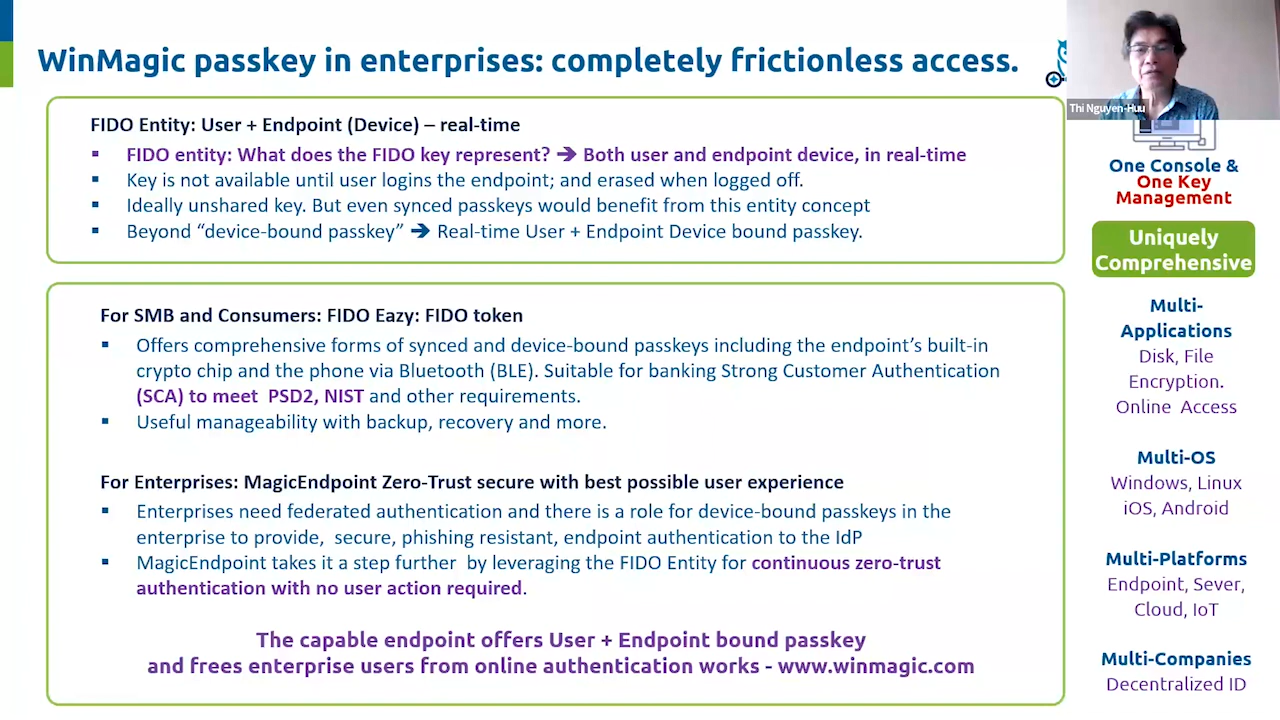 WinMagic passkey in enterprises: completely frictionless access.
Thi Nguyen-Huu
FIDO Entity: User + Endpoint (Device) – real-time
▪ FIDO entity: What does the FIDO key represent? ➔ Both user and endpoint device, in real-time
▪ Key is not available until user logins the endpoint; and erased when logged off.
▪ Ideally unshared key. But even synced passkeys would benefit from this entity concept
▪ Beyond “device-bound passkey” ➔ Real-time User + Endpoint Device bound passkey.
For SMB and Consumers: FIDO Eazy: FIDO token
▪ Offers comprehensive forms of synced and device-bound passkeys including the endpoint’s built-in
crypto chip and the phone via Bluetooth (BLE). Suitable for banking Strong Customer Authentication
(SCA) to meet PSD2, NIST and other requirements.
▪ Useful manageability with backup, recovery and more.
For Enterprises: MagicEndpoint Zero-Trust secure with best possible user experience
▪ Enterprises need federated authentication and there is a role for device-bound passkeys in the
enterprise to provide, secure, phishing resistant, endpoint authentication to the IdP
▪ MagicEndpoint takes it a step further by leveraging the FIDO Entity for continuous zero-trust
authentication with no user action required.
The capable endpoint offers User + Endpoint bound passkey
and frees enterprise users from online authentication works - www.winmagic.com
One Console &
One Key
Management
Uniquely
Comprehensive
Multi-
Applications
Disk, File
Encryption.
Online Access
Multi-OS
Windows, Linux
iOS, Android
Multi-Platforms
Endpoint, Sever,
Cloud, IoT
Multi-Companies
Decentralized ID